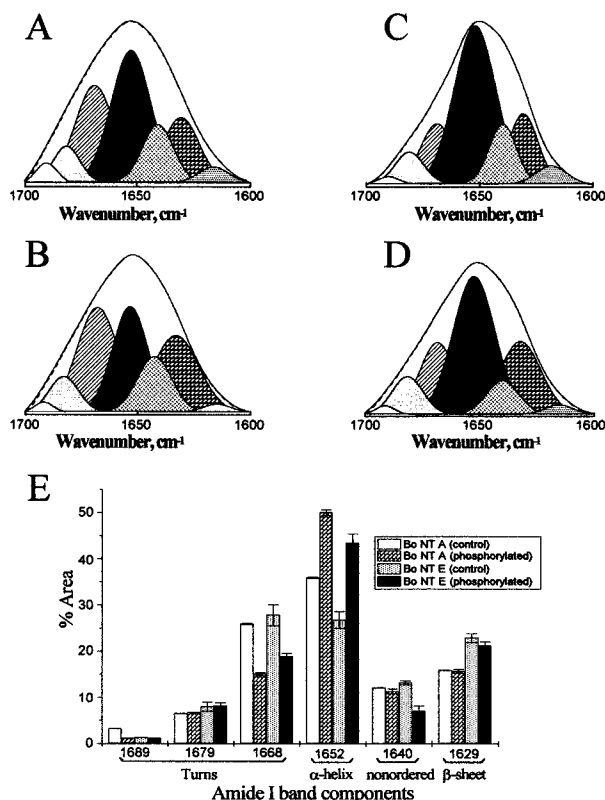 A
C
1700 1650 1600
1700 1650 1600
Wavenumber, cm-1
Wavenumber, cm-1
B
D
1700 1650 1600
1700 1650 1600
Wavenumber, cm-1
Wavenumber, cm-1
E
% Area
50
40
30
20
10
0
Bo NT A (control)
Bo NT A (phosphorylated)
Bo NT E (control)
Bo NT E (phosphorylated)
1689 1679 1668 1652 1640 1629
Turns α-helix nonordered β-sheet
Amide I band components